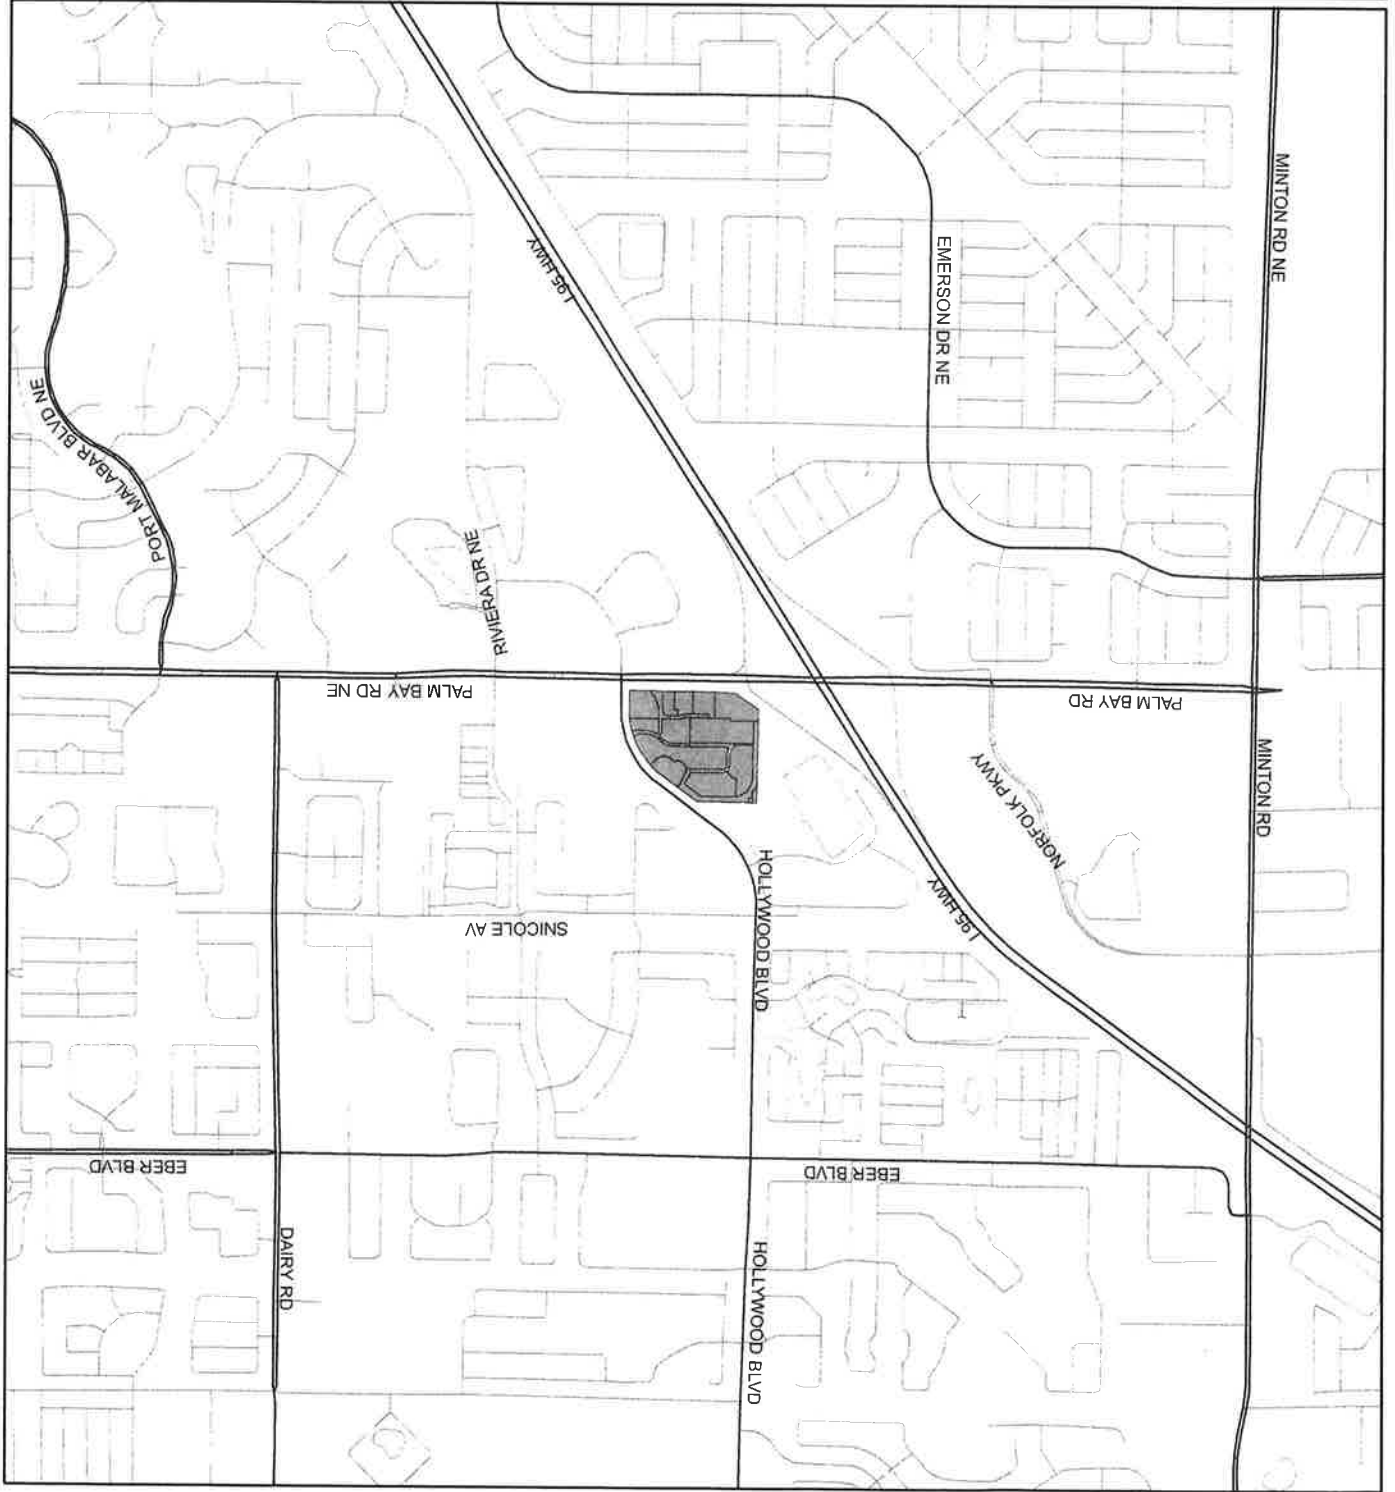 MINTON RD NE
EMERSON DR NE
I 95 HWY
PORT MALABAR BLVD NE
RIVIERA DR NE
PALM BAY RD NE
PALM BAY RD
NORFOLK PKWY
MINTON RD
HOLLYWOOD BLVD
I 95 HWY
SNICOLE AV
EBER BLVD
EBER BLVD
DAIRY RD
HOLLYWOOD BLVD